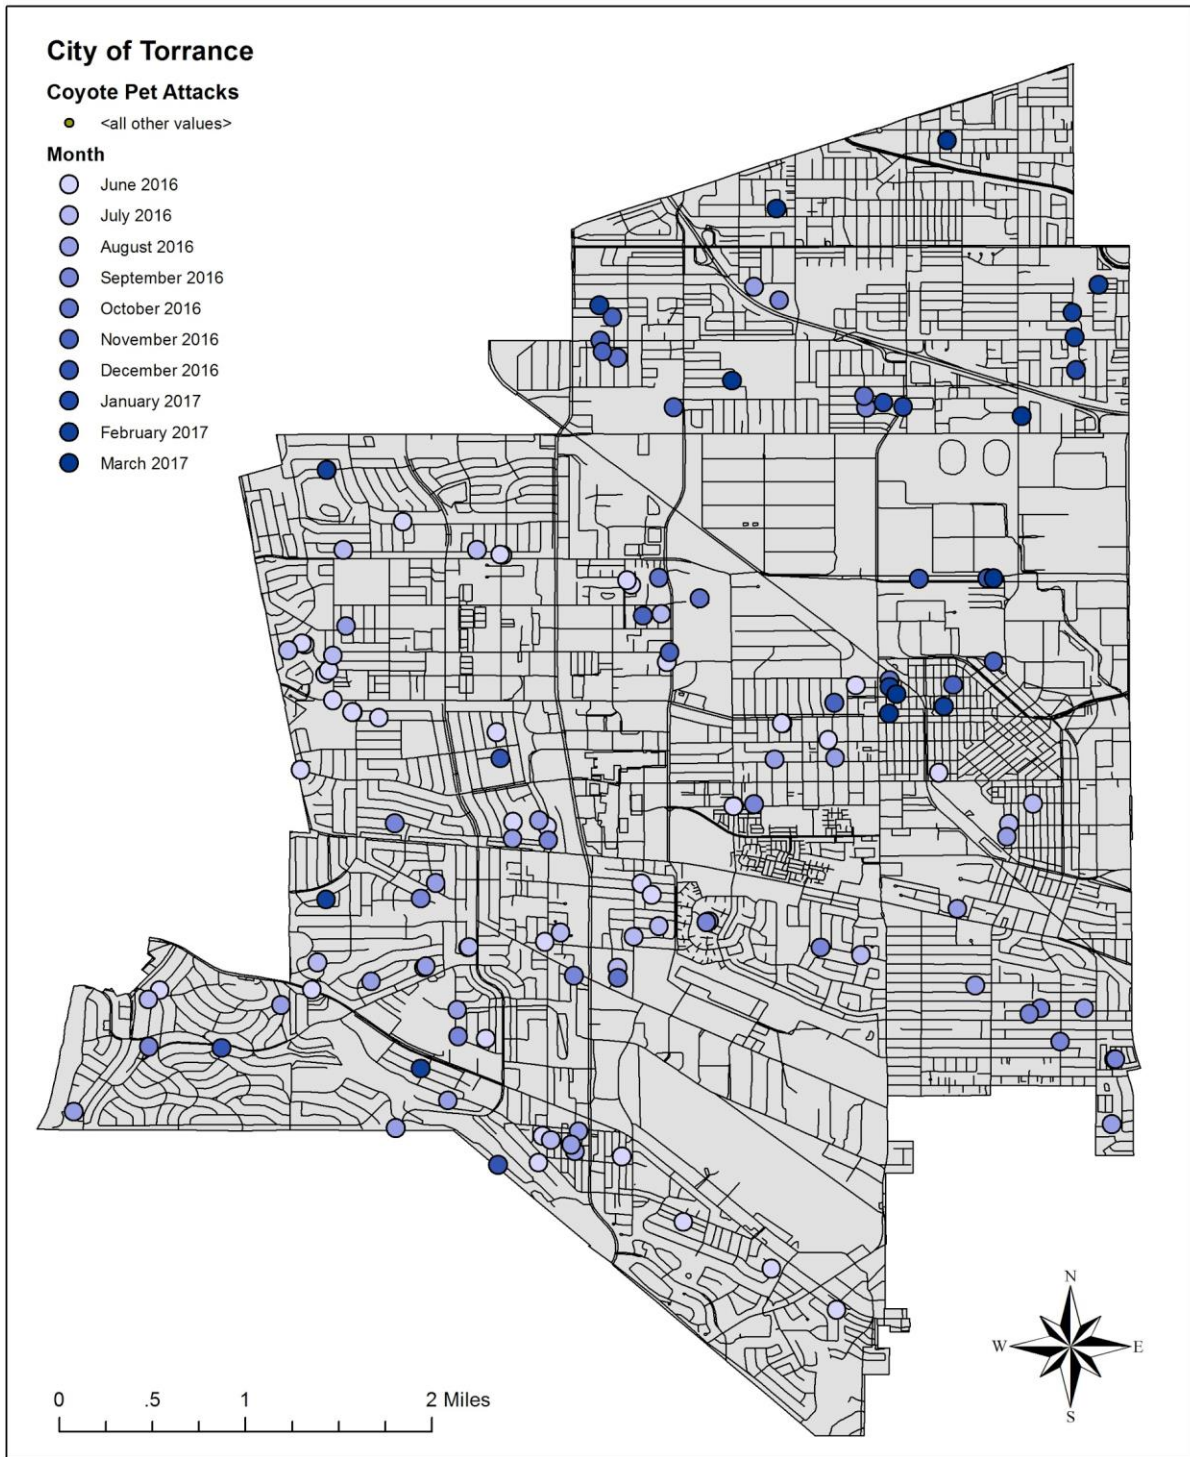 City of Torrance
Coyote Pet Attacks
<all other values>
Month
June 2016
July 2016
August 2016
September 2016
October 2016
November 2016
December 2016
January 2017
February 2017
March 2017
N
W E
S
0 .5 1 2 Miles